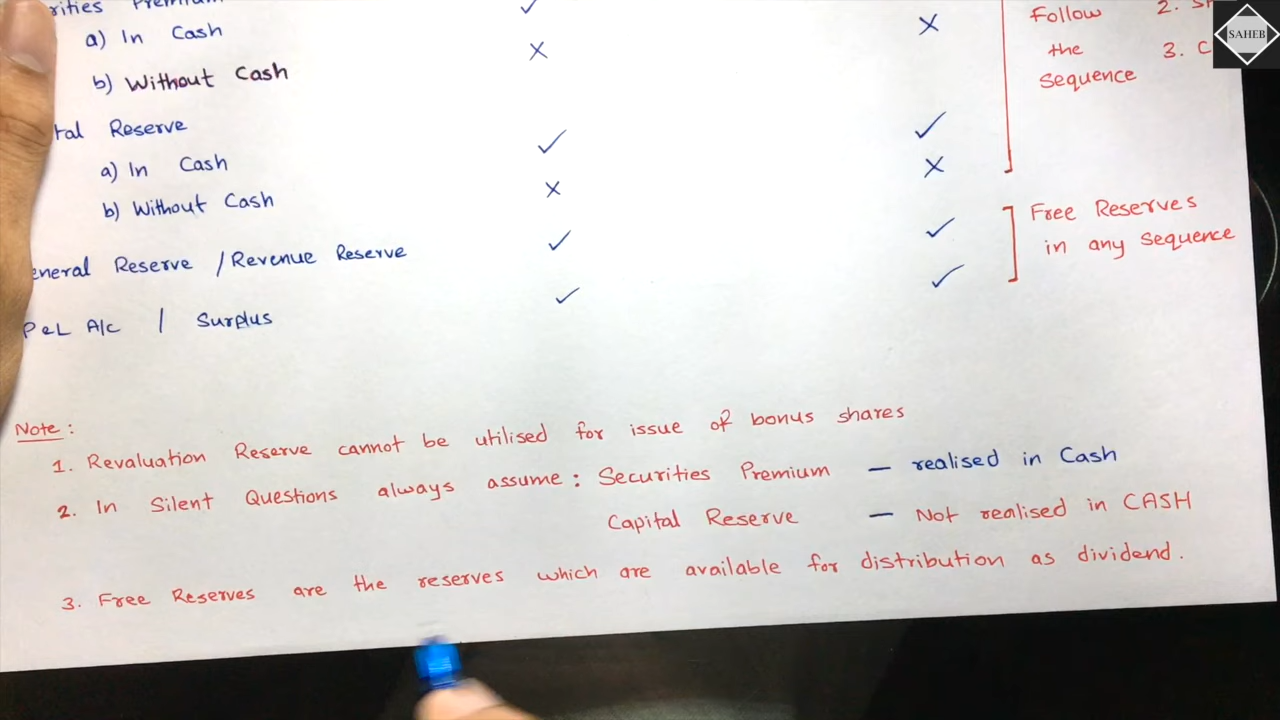 Premium ✓
a) In Cash ×
b) Without Cash ×
Reserve
a) In Cash ✓ ✓
b) Without Cash × ×
General Reserve / Revenue Reserve ✓ ✓
P&L A/c / Surplus ✓ ✓
Follow the Sequence
2.
3. C
Free Reserves
in any sequence
SAHEB
Note :
1. Revaluation Reserve cannot be utilised for issue of bonus shares
2. In Silent Questions always assume : Securities Premium — realised in Cash
Capital Reserve — Not realised in CASH
3. Free Reserves are the reserves which are available for distribution as dividend.